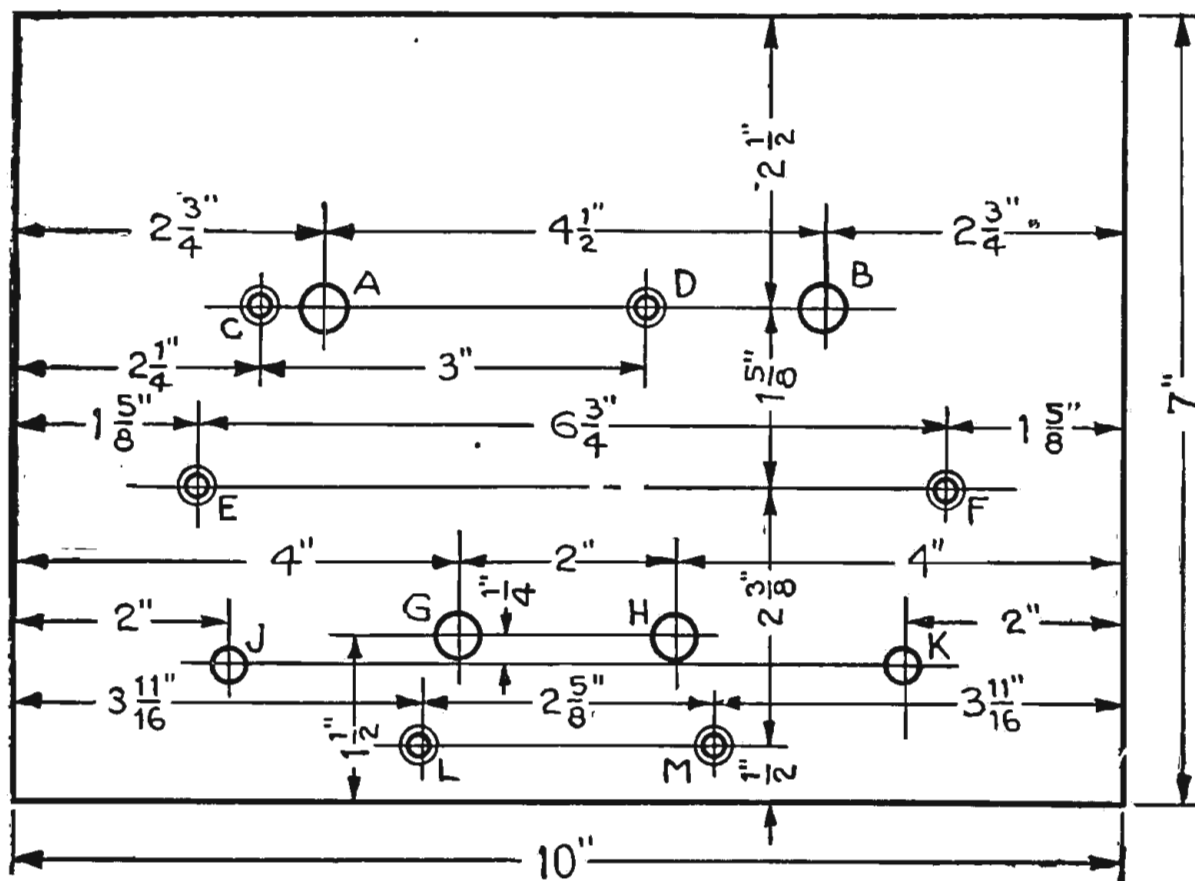 2 1/2"
2 3/4" 4 1/2" 2 3/4"
A D B
C
2 1/4" 3" 1 5/8" 7"
1 5/8" 6 3/4" 1 5/8"
E F
4" 2" 4"
1/4" 2 3/8"
2" G H 2"
J K
3 11/16" 2 5/8" 3 11/16"
1 1/2" L M 1/2"
10"